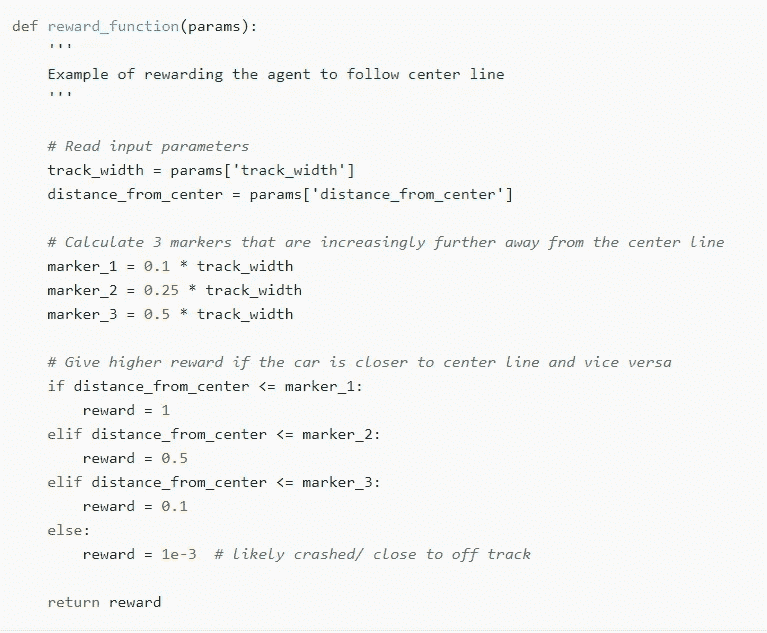 def reward_function(params):
    '''
    Example of rewarding the agent to follow center line
    '''

    # Read input parameters
    track_width = params['track_width']
    distance_from_center = params['distance_from_center']

    # Calculate 3 markers that are increasingly further away from the center line
    marker_1 = 0.1 * track_width
    marker_2 = 0.25 * track_width
    marker_3 = 0.5 * track_width

    # Give higher reward if the car is closer to center line and vice versa
    if distance_from_center <= marker_1:
        reward = 1
    elif distance_from_center <= marker_2:
        reward = 0.5
    elif distance_from_center <= marker_3:
        reward = 0.1
    else:
        reward = 1e-3  # likely crashed/ close to off track

    return reward